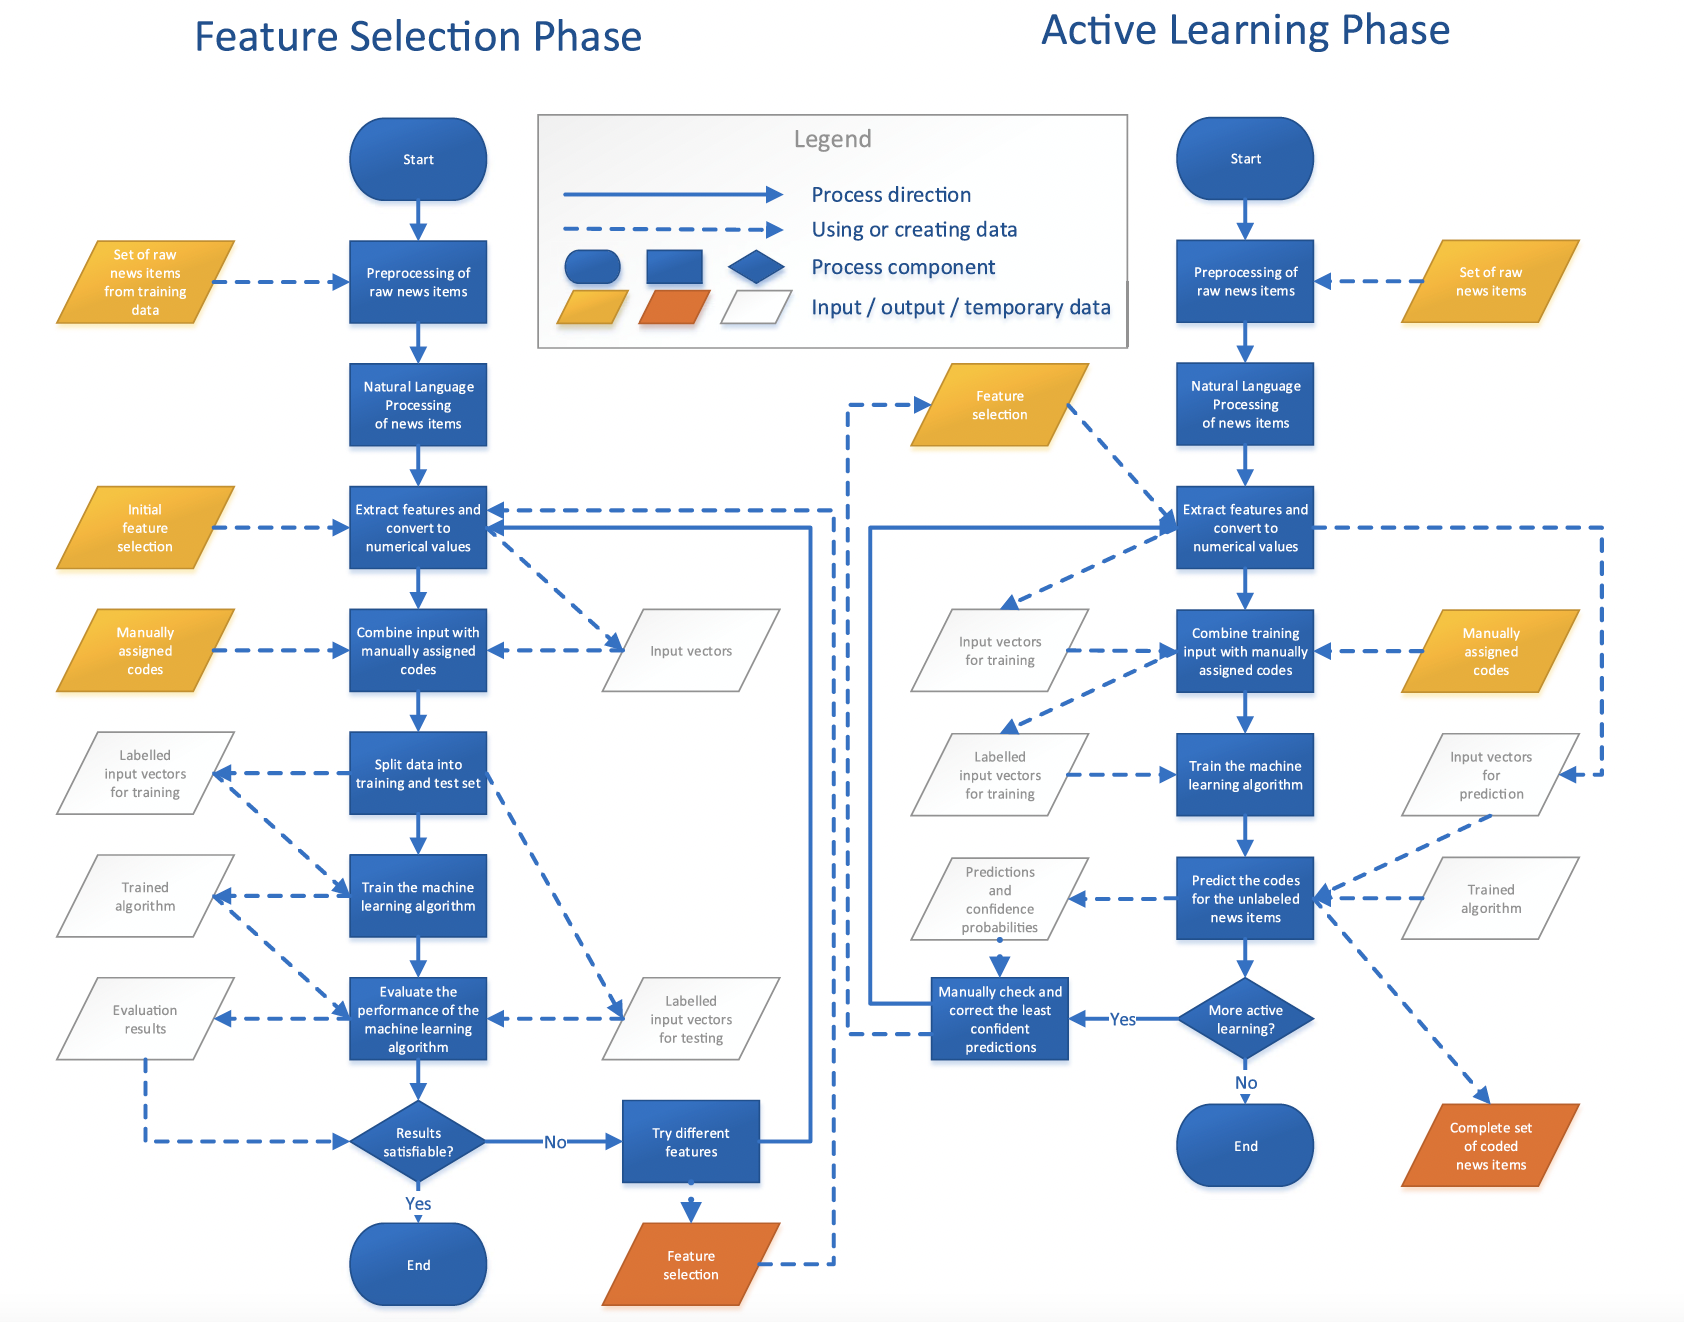 Feature Selection Phase
Active Learning Phase
Legend
Process direction
Using or creating data
Process component
Input / output / temporary data
Start
Set of raw
news items
from training
data
Preprocessing of
raw news items
Natural Language
Processing
of news items
Initial
feature
selection
Extract features and
convert to
numerical values
Manually
assigned
codes
Combine input with
manually assigned
codes
Input vectors
Labelled
input vectors
for training
Split data into
training and test set
Trained
algorithm
Train the machine
learning algorithm
Evaluation
results
Evaluate the
performance of the
machine learning
algorithm
Labelled
input vectors
for testing
Results
satisfiable?
No
Try different
features
Yes
End
Feature
selection
Start
Preprocessing of
raw news items
Set of raw
news items
Feature
selection
Natural Language
Processing
of news items
Extract features and
convert to
numerical values
Input vectors
for training
Combine training
input with manually
assigned codes
Manually
assigned
codes
Labelled
input vectors
for training
Train the machine
learning algorithm
Input vectors
for
prediction
Predictions
and
confidence
probabilities
Predict the codes
for the unlabeled
news items
Trained
algorithm
Manually check and
correct the least
confident
predictions
Yes
More active
learning?
No
End
Complete set
of coded
news items